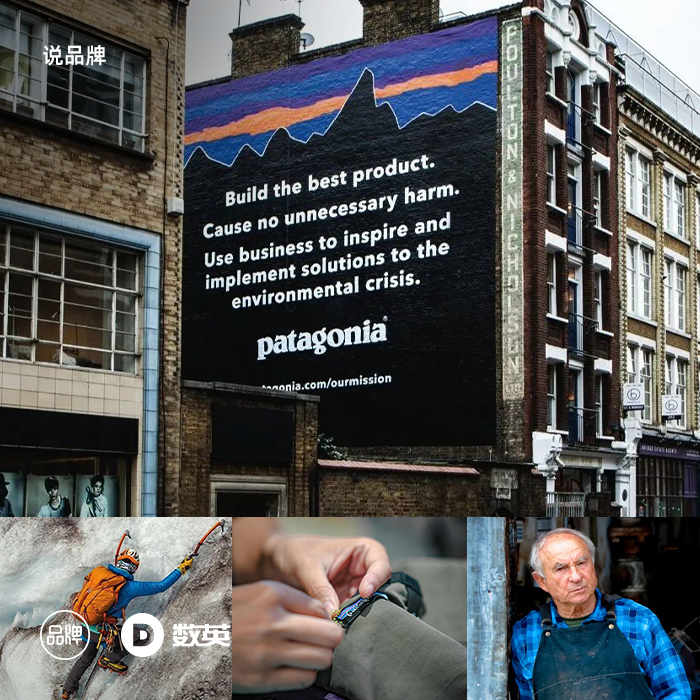 说品牌
Build the best product.
Cause no unnecessary harm.
Use business to inspire and
implement solutions to the
environmental crisis.
patagonia®
tagonia.com/ourmission
POULTON & NICHOLSON
品牌
D 数英